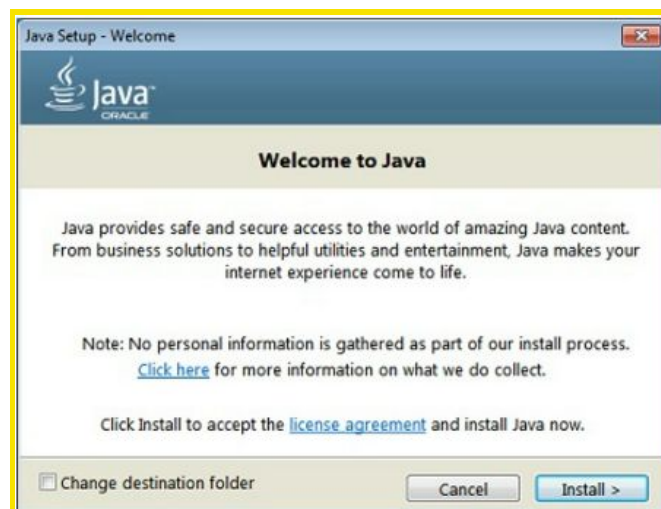 Java Setup - Welcome
Java
ORACLE
Welcome to Java
Java provides safe and secure access to the world of amazing Java content.
From business solutions to helpful utilities and entertainment, Java makes your
internet experience come to life.
Note: No personal information is gathered as part of our install process.
Click here for more information on what we do collect.
Click Install to accept the license agreement and install Java now.
Change destination folder
Cancel
Install >